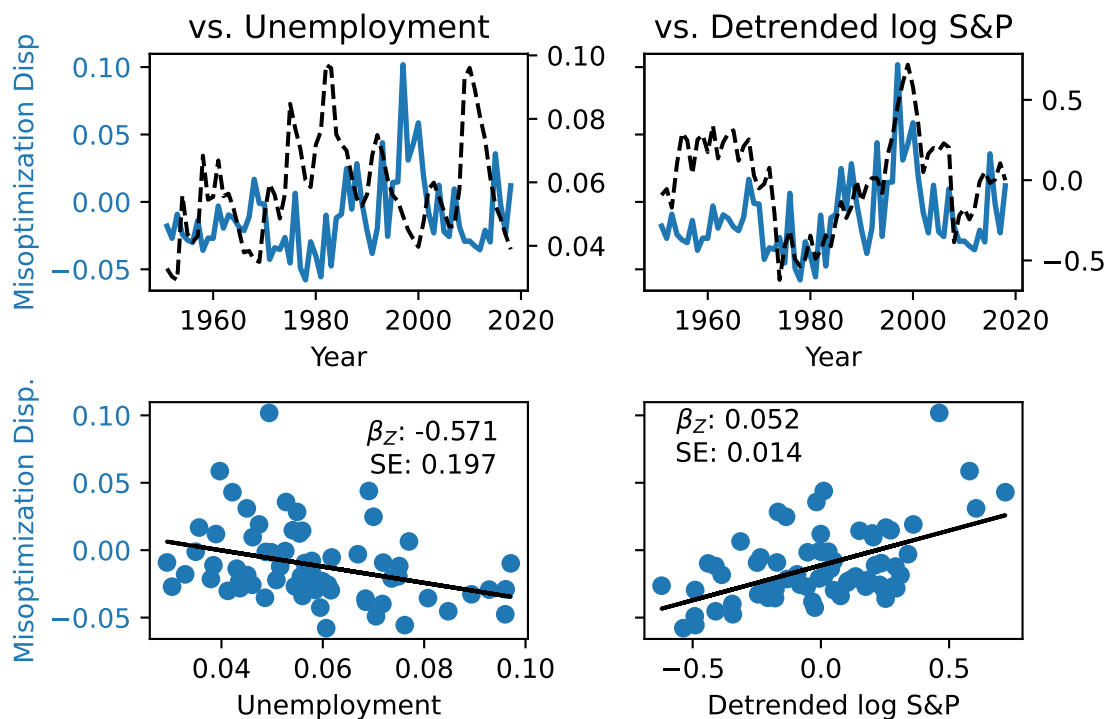 vs. Unemployment
vs. Detrended log S&P
Misoptimization Disp
0.10
0.05
0.00
−0.05
0.10
0.08
0.06
0.04
0.5
0.0
−0.5
1960
1980
2000
2020
1960
1980
2000
2020
Year
Year
Misoptimization Disp.
0.10
0.05
0.00
−0.05
β_Z: -0.571
SE: 0.197
β_Z: 0.052
SE: 0.014
0.04
0.06
0.08
0.10
−0.5
0.0
0.5
Unemployment
Detrended log S&P